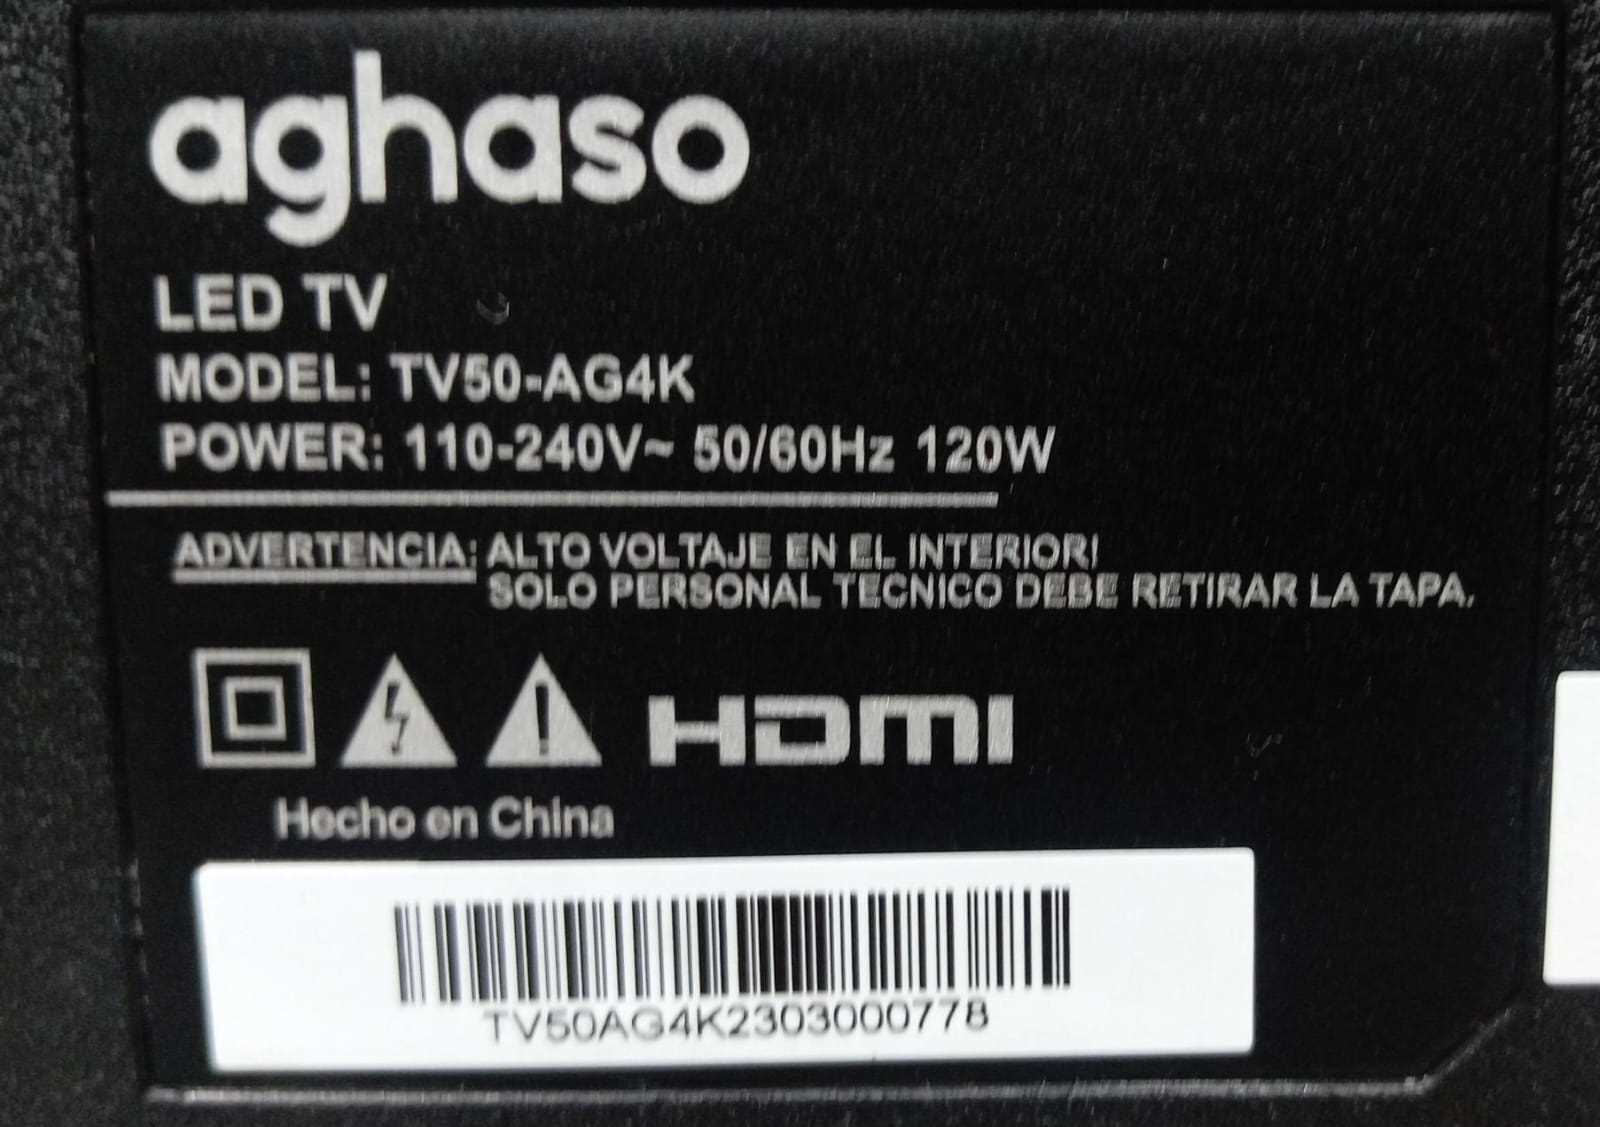 aghaso
LED TV
MODEL: TV50-AG4K
POWER: 110-240V~ 50/60Hz 120W
ADVERTENCIA: ALTO VOLTAJE EN EL INTERIOR!
SOLO PERSONAL TECNICO DEBE RETIRAR LA TAPA.
HDMI
Hecho en China
TV50AG4K2303000778